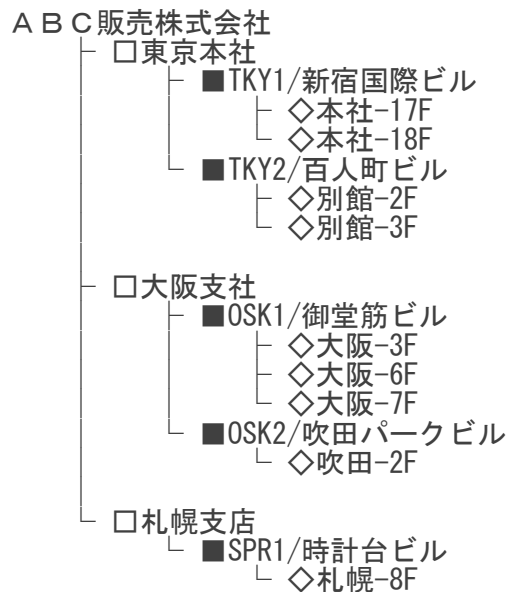 ＡＢＣ販売株式会社
├ □東京本社
│ ├ ■TKY1/新宿国際ビル
│ │ ├ ◇本社-17F
│ │ └ ◇本社-18F
│ └ ■TKY2/百人町ビル
│ ├ ◇別館-2F
│ └ ◇別館-3F
├ □大阪支社
│ ├ ■OSK1/御堂筋ビル
│ │ ├ ◇大阪-3F
│ │ ├ ◇大阪-6F
│ │ └ ◇大阪-7F
│ └ ■OSK2/吹田パークビル
│ └ ◇吹田-2F
└ □札幌支店
└ ■SPR1/時計台ビル
└ ◇札幌-8F